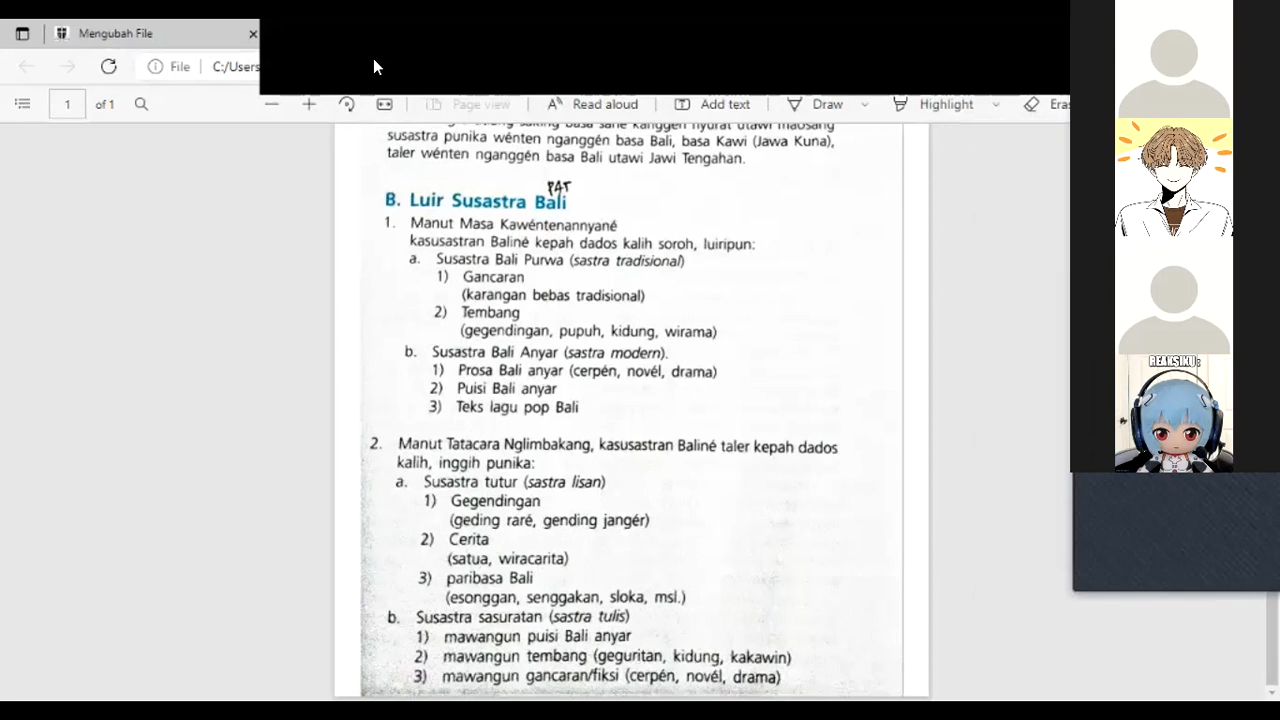 Mengubah File
File
C:/Users
1
of 1
Page view
Read aloud
Add text
Draw
Highlight
Eras
susastra punika wénten nganggén basa Bali, basa Kawi (Jawa Kuna),
taler wénten nganggén basa Bali utawi Jawi Tengahan.
B. Luir Susastra Bali
1. Manut Masa Kawéntenannyané
kasusastran Baliné kepah dados kalih soroh, luiripun:
a. Susastra Bali Purwa (sastra tradisional)
1) Gancaran
(karangan bebas tradisional)
2) Tembang
(gegendingan, pupuh, kidung, wirama)
b. Susastra Bali Anyar (sastra modern).
1) Prosa Bali anyar (cerpén, novél, drama)
2) Puisi Bali anyar
3) Teks lagu pop Bali
2. Manut Tatacara Nglimbakang, kasusastran Baliné taler kepah dados
kalih, inggih punika:
a. Susastra tutur (sastra lisan)
1) Gegendingan
(geding raré, gending jangér)
2) Cerita
(satua, wiracarita)
3) paribasa Bali
(esonggan, senggakan, sloka, msl.)
b. Susastra sasuratan (sastra tulis)
1) mawangun puisi Bali anyar
2) mawangun tembang (geguritan, kidung, kakawin)
3) mawangun gancaran/fiksi (cerpén, novél, drama)
REAKSI KU :